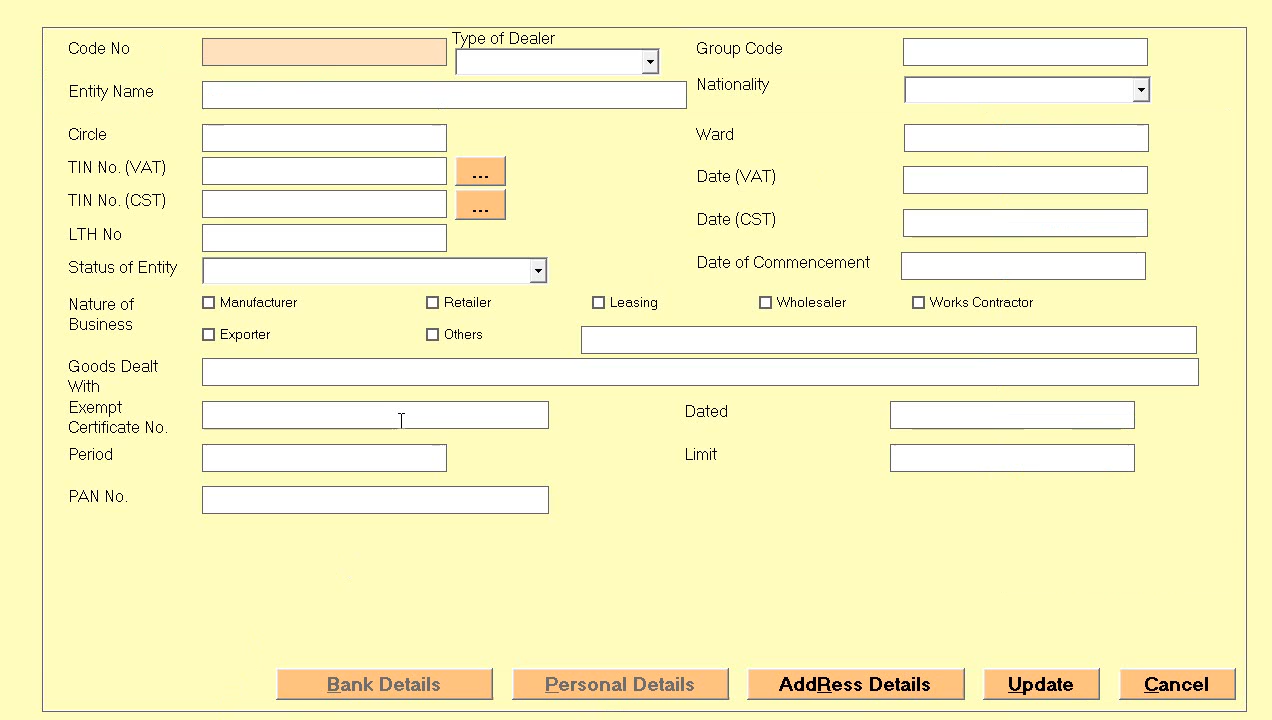 Code No
Type of Dealer
Group Code
Entity Name
Nationality
Circle
Ward
TIN No. (VAT)
...
Date (VAT)
TIN No. (CST)
...
Date (CST)
LTH No
Status of Entity
Date of Commencement
Nature of
Business
Manufacturer
Retailer
Leasing
Wholesaler
Works Contractor
Exporter
Others
Goods Dealt
With
Exempt
Certificate No.
Dated
Period
Limit
PAN No.
Bank Details
Personal Details
AddRess Details
Update
Cancel